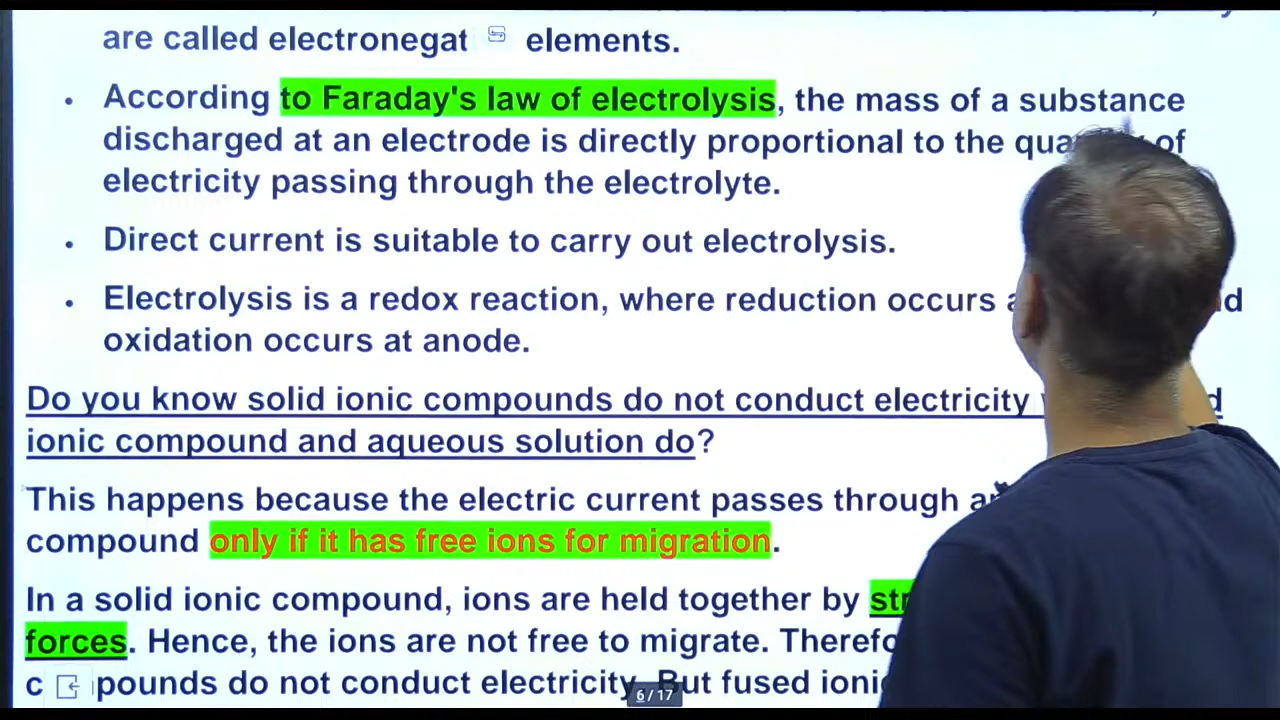 are called electronegat elements.
• According to Faraday's law of electrolysis, the mass of a substance
discharged at an electrode is directly proportional to the of
electricity passing through the electrolyte.
• Direct current is suitable to carry out electrolysis.
• Electrolysis is a redox reaction, where reduction occurs
oxidation occurs at anode.
Do you know solid ionic compounds do not conduct electricity
ionic compound and aqueous solution do?
This happens because the electric current passes through
compound only if it has free ions for migration.
In a solid ionic compound, ions are held together by
forces. Hence, the ions are not free to migrate.
pounds do not conduct electricity. But fused
6 / 17